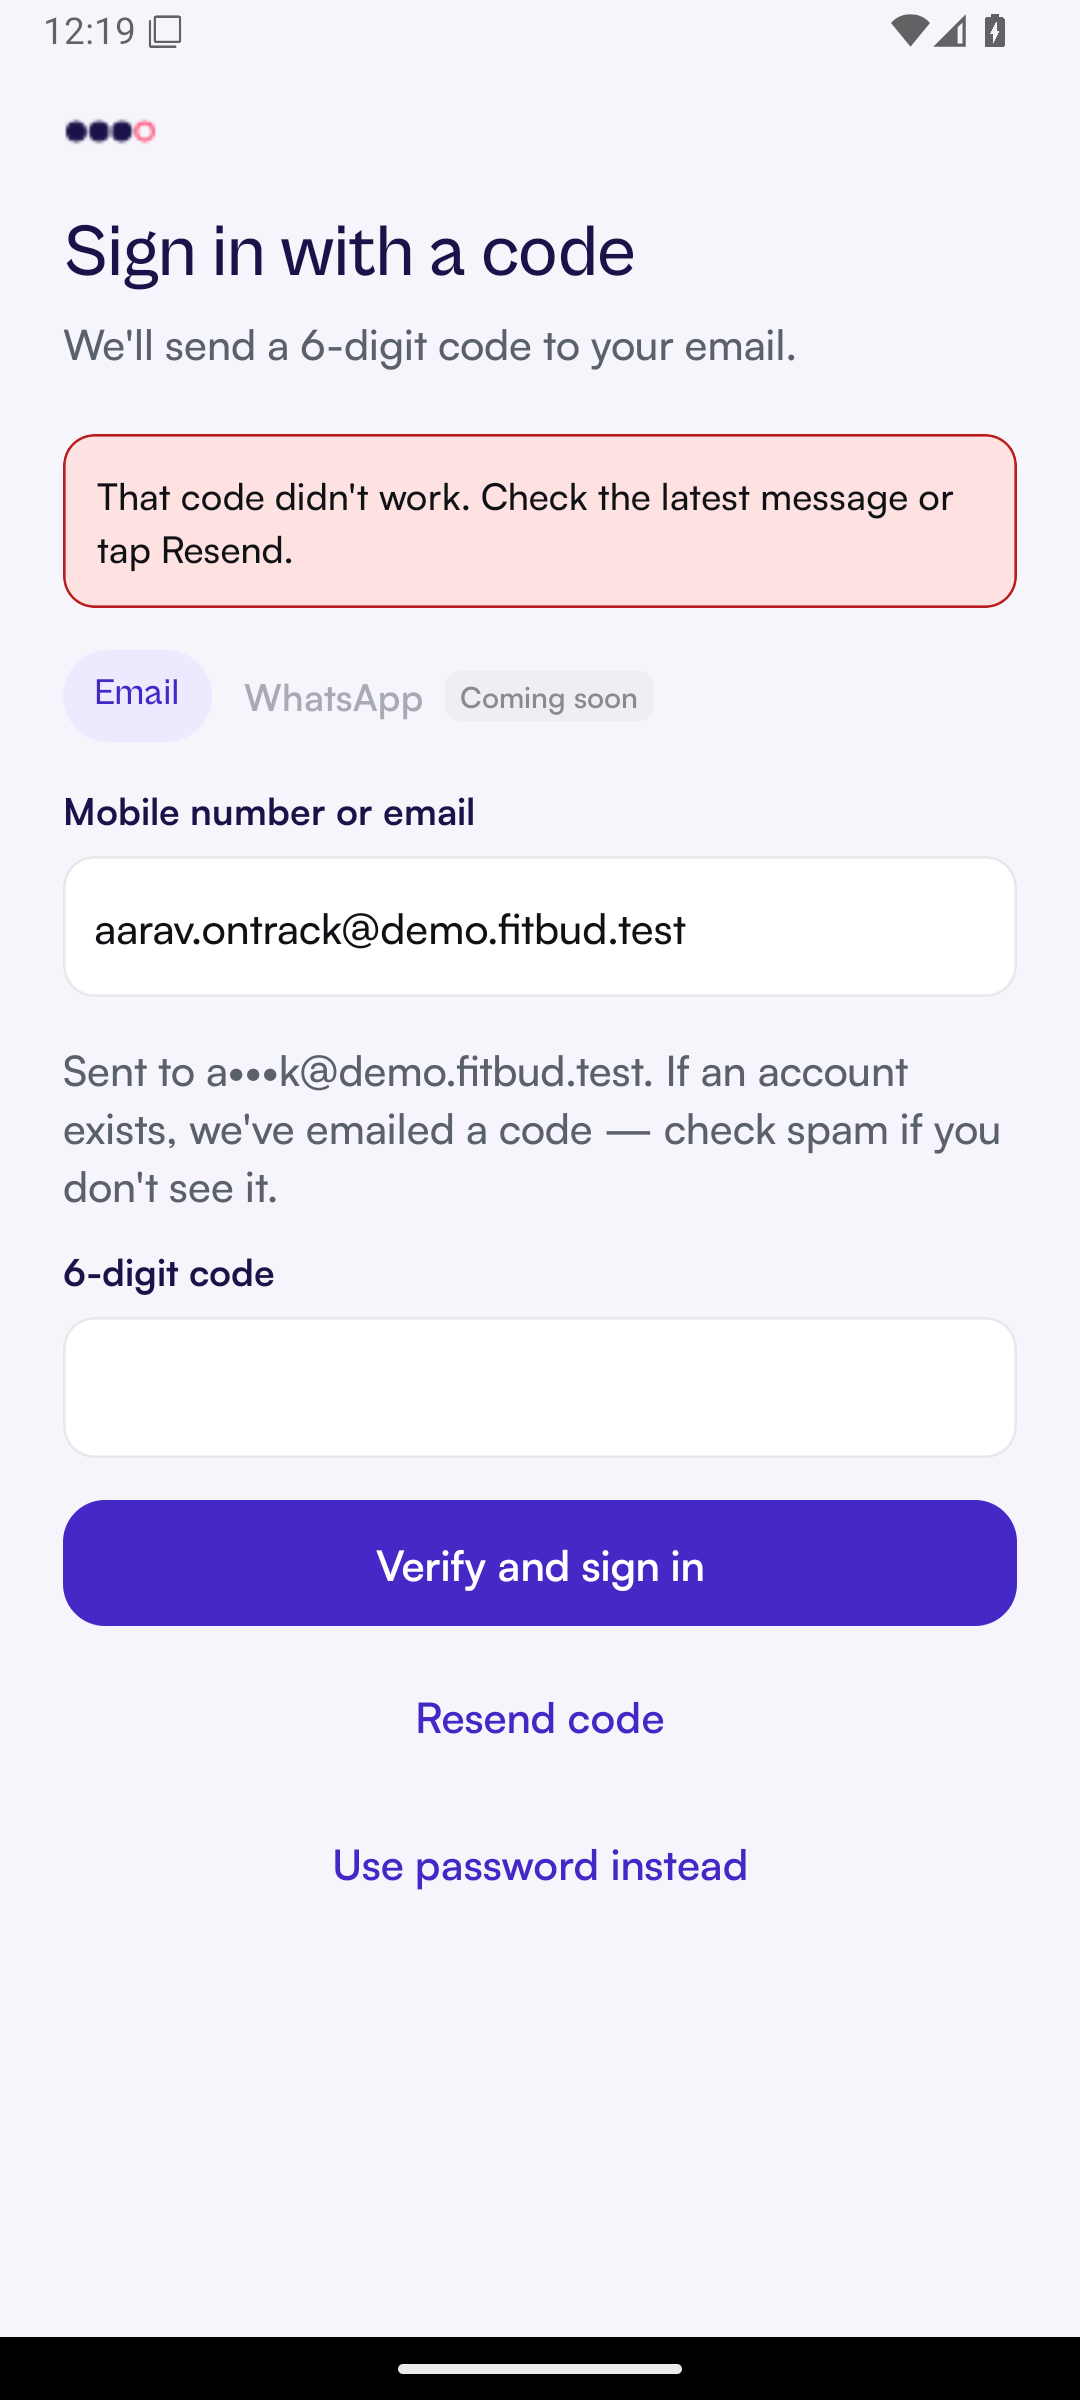 12:19
Sign in with a code
We'll send a 6-digit code to your email.
That code didn't work. Check the latest message or
tap Resend.
Email
WhatsApp
Coming soon
Mobile number or email
aarav.ontrack@demo.fitbud.test
Sent to a•••k@demo.fitbud.test. If an account
exists, we've emailed a code — check spam if you
don't see it.
6-digit code
Verify and sign in
Resend code
Use password instead